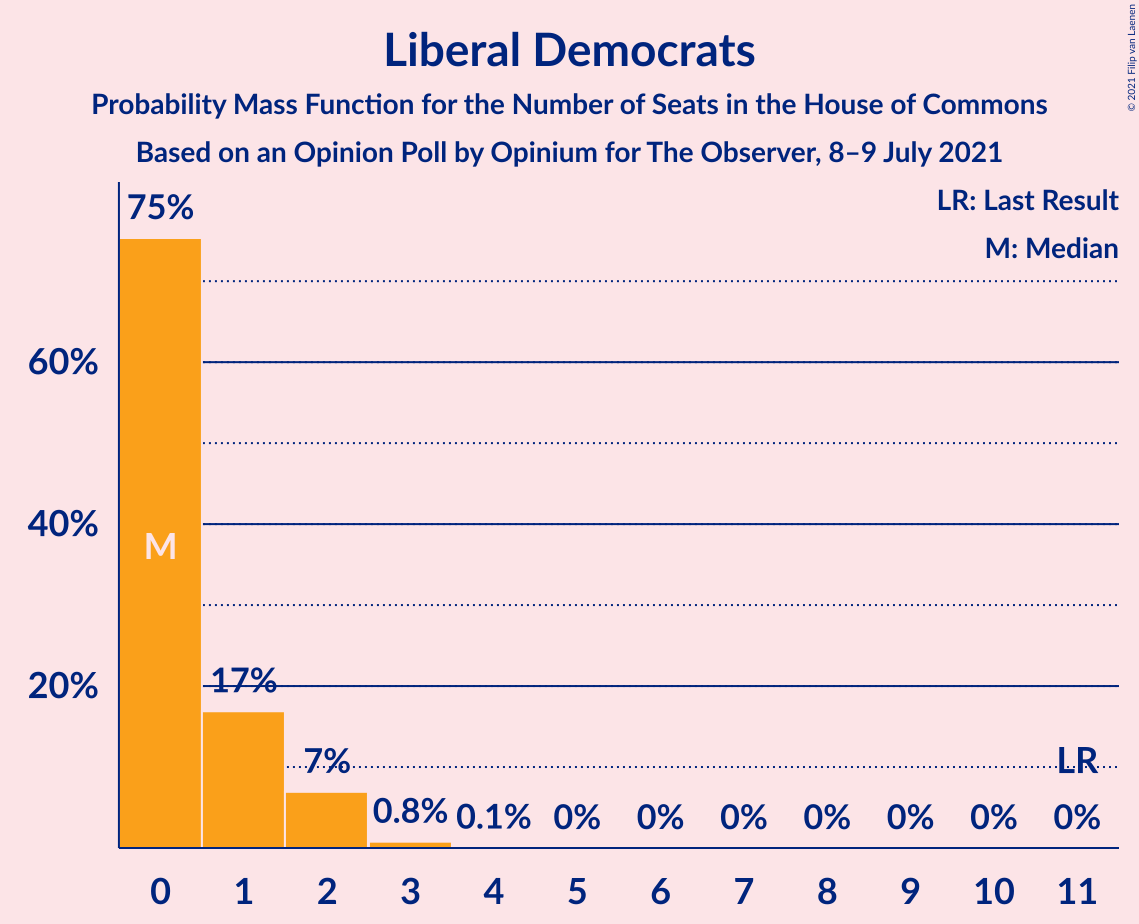 Liberal Democrats
Probability Mass Function for the Number of Seats in the House of Commons
Based on an Opinion Poll by Opinium for The Observer, 8–9 July 2021
© 2021 Filip van Laenen
LR: Last Result
M: Median
75%
60%
40%
M
20%
17%
7%
LR
0.8%
0.1%
0%
0%
0%
0%
0%
0%
0%
0 1 2 3 4 5 6 7 8 9 10 11